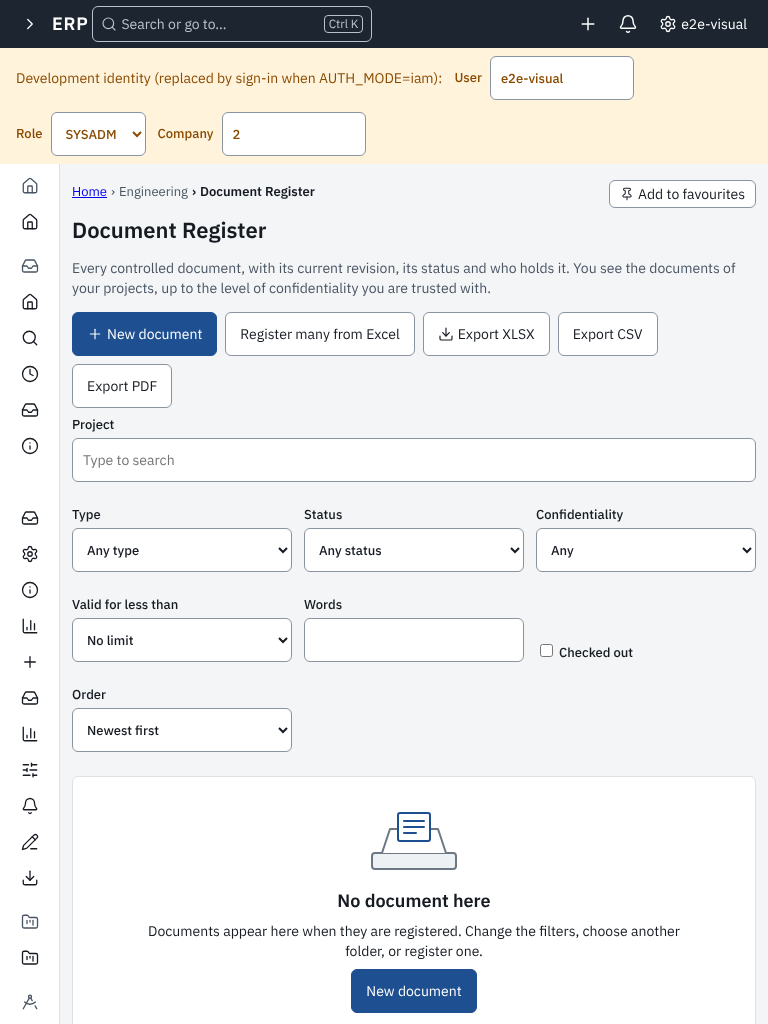 ERP
Search or go to... Ctrl K
e2e-visual
Development identity (replaced by sign-in when AUTH_MODE=iam): User e2e-visual
Role SYSADM Company 2
Home › Engineering › Document Register
Add to favourites
Document Register
Every controlled document, with its current revision, its status and who holds it. You see the documents of
your projects, up to the level of confidentiality you are trusted with.
New document Register many from Excel Export XLSX Export CSV
Export PDF
Project
Type to search
Type Status Confidentiality
Any type Any status Any
Valid for less than Words
No limit Checked out
Order
Newest first
No document here
Documents appear here when they are registered. Change the filters, choose another
folder, or register one.
New document